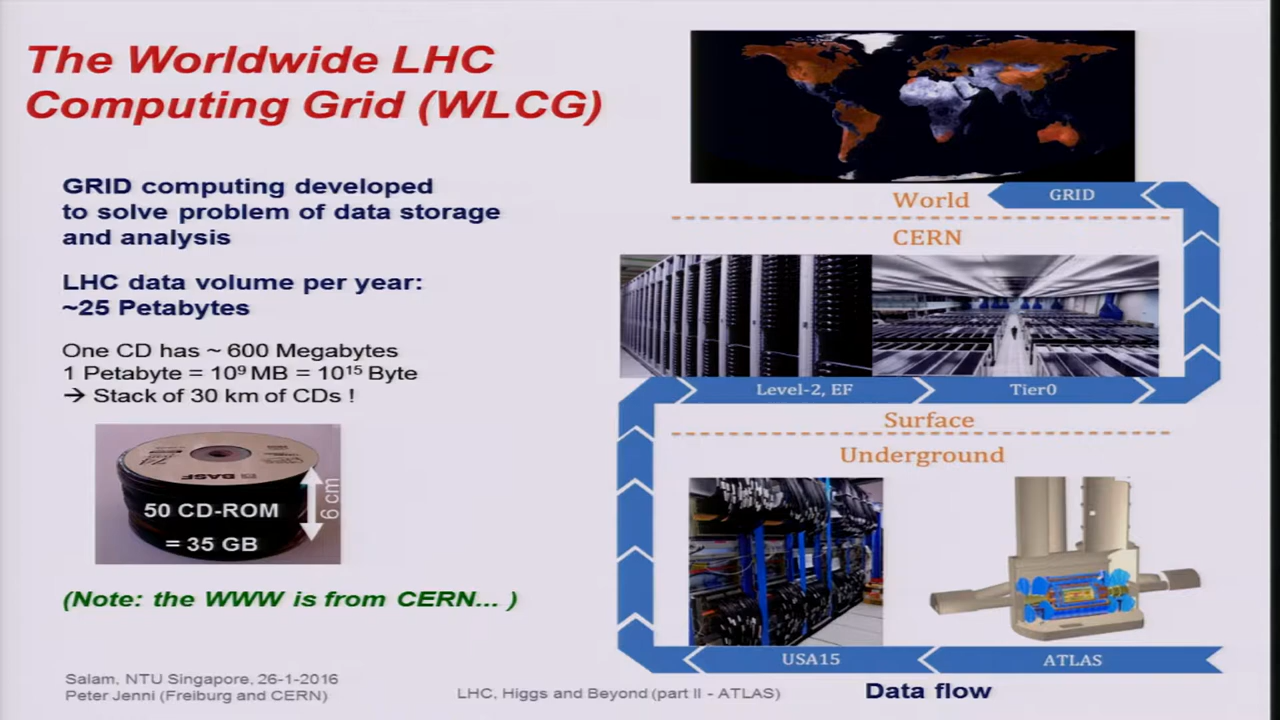 The Worldwide LHC
Computing Grid (WLCG)
GRID computing developed
to solve problem of data storage
and analysis
LHC data volume per year:
~25 Petabytes
One CD has ~ 600 Megabytes
1 Petabyte = 10⁹ MB = 10¹⁵ Byte
→ Stack of 30 km of CDs !
BASF
50 CD-ROM
= 35 GB
6 cm
(Note: the WWW is from CERN... )
World
GRID
CERN
Level-2, EF
Tier0
Surface
Underground
USA15
ATLAS
Data flow
Salam, NTU Singapore, 26-1-2016
Peter Jenni (Freiburg and CERN)
LHC, Higgs and Beyond (part II - ATLAS)